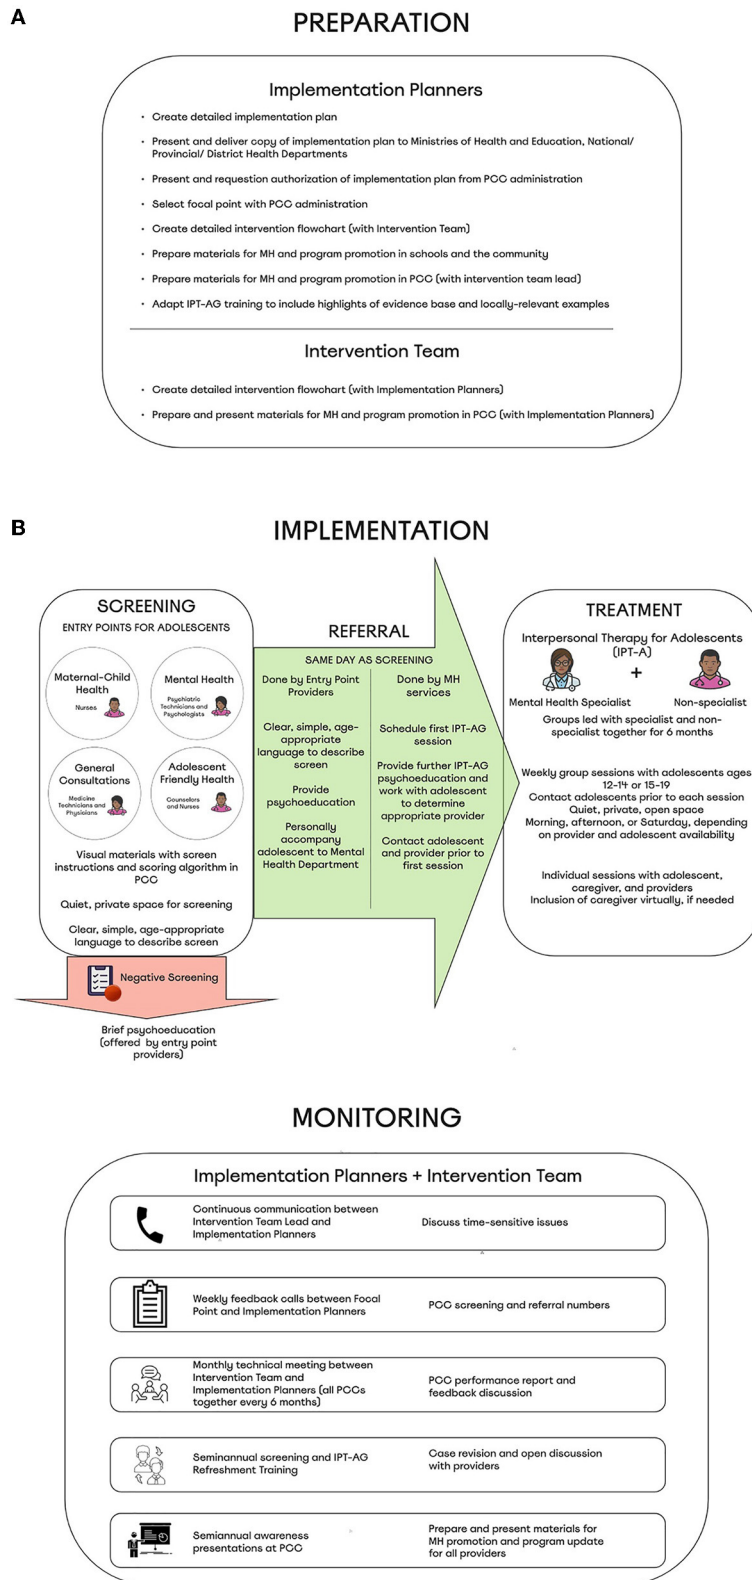 A
PREPARATION
Implementation Planners
• Create detailed implementation plan
• Present and deliver copy of implementation plan to Ministries of Health and Education, National/
Provincial/ District Health Departments
• Present and requestion authorization of implementation plan from PCC administration
• Select focal point with PCC administration
• Create detailed intervention flowchart (with Intervention Team)
• Prepare materials for MH and program promotion in schools and the community
• Prepare materials for MH and program promotion in PCC (with intervention team lead)
• Adapt IPT-AG training to include highlights of evidence base and locally-relevant examples
Intervention Team
• Create detailed intervention flowchart (with Implementation Planners)
• Prepare and present materials for MH and program promotion in PCC (with Implementation Planners)
B
IMPLEMENTATION
SCREENING
ENTRY POINTS FOR ADOLESCENTS
Maternal-Child
Health
Nurses
Mental Health
Psychiatric
Technicians and
Psychologists
General
Consultations
Medicine
Technicians and
Physicians
Adolescent
Friendly Health
Counselors
and Nurses
Visual materials with screen
instructions and scoring algorithm in
PCC
Quiet, private space for screening
Clear, simple, age-appropriate
language to describe screen
Negative Screening
Brief psychoeducation
(offered by entry point
providers)
REFERRAL
SAME DAY AS SCREENING
Done by Entry Point
Providers
Clear, simple, age-
appropriate
language to describe
screen
Provide
psychoeducation
Personally
accompany
adolescent to Mental
Health Department
Done by MH
services
Schedule first IPT-AG
session
Provide further IPT-AG
psychoeducation and
work with adolescent
to determine
appropriate provider
Contact adolescent
and provider prior to
first session
TREATMENT
Interpersonal Therapy for Adolescents
(IPT-A)
+
Mental Health Specialist
Non-specialist
Groups led with specialist and non-
specialist together for 6 months
Weekly group sessions with adolescents ages
12-14 or 15-19
Contact adolescents prior to each session
Quiet, private, open space
Morning, afternoon, or Saturday, depending
on provider and adolescent availability
Individual sessions with adolescent,
caregiver, and providers
Inclusion of caregiver virtually, if needed
MONITORING
Implementation Planners + Intervention Team
Continuous communication between
Intervention Team Lead and
Implementation Planners
Discuss time-sensitive issues
Weekly feedback calls between Focal
Point and Implementation Planners
PCC screening and referral numbers
Monthly technical meeting between
Intervention Team and
Implementation Planners (all PCCs
together every 6 months)
PCC performance report and
feedback discussion
Seminannual screening and IPT-AG
Refreshment Training
Case revision and open discussion
with providers
Semiannual awareness
presentations at PCC
Prepare and present materials for
MH promotion and program update
for all providers